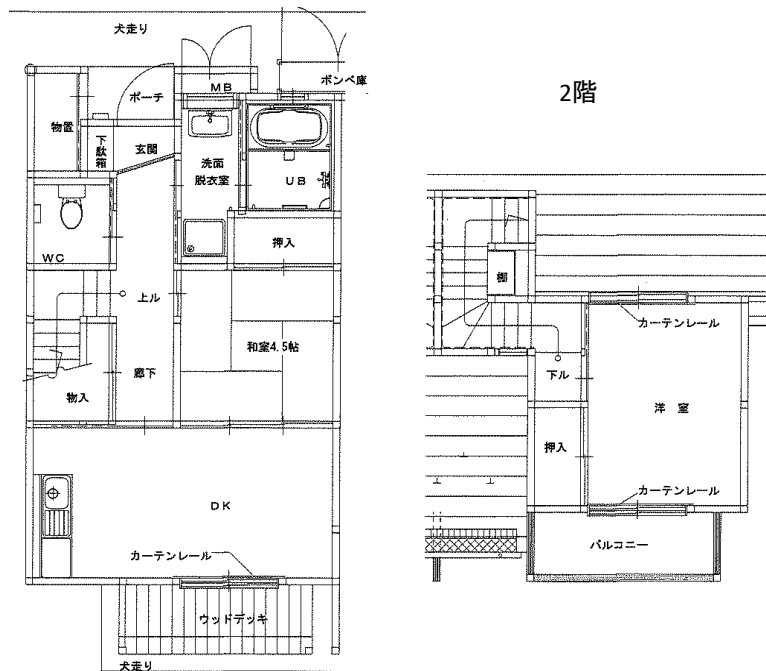 犬走り
ボンベ庫
ポーチ
MB
物置
下駄箱
玄関
洗面
脱衣室
UB
WC
押入
上ル
和室4.5帖
廊下
物入
DK
カーテンレール
ウッドデッキ
犬走り
2階
棚
カーテンレール
下ル
洋 室
押入
カーテンレール
バルコニー